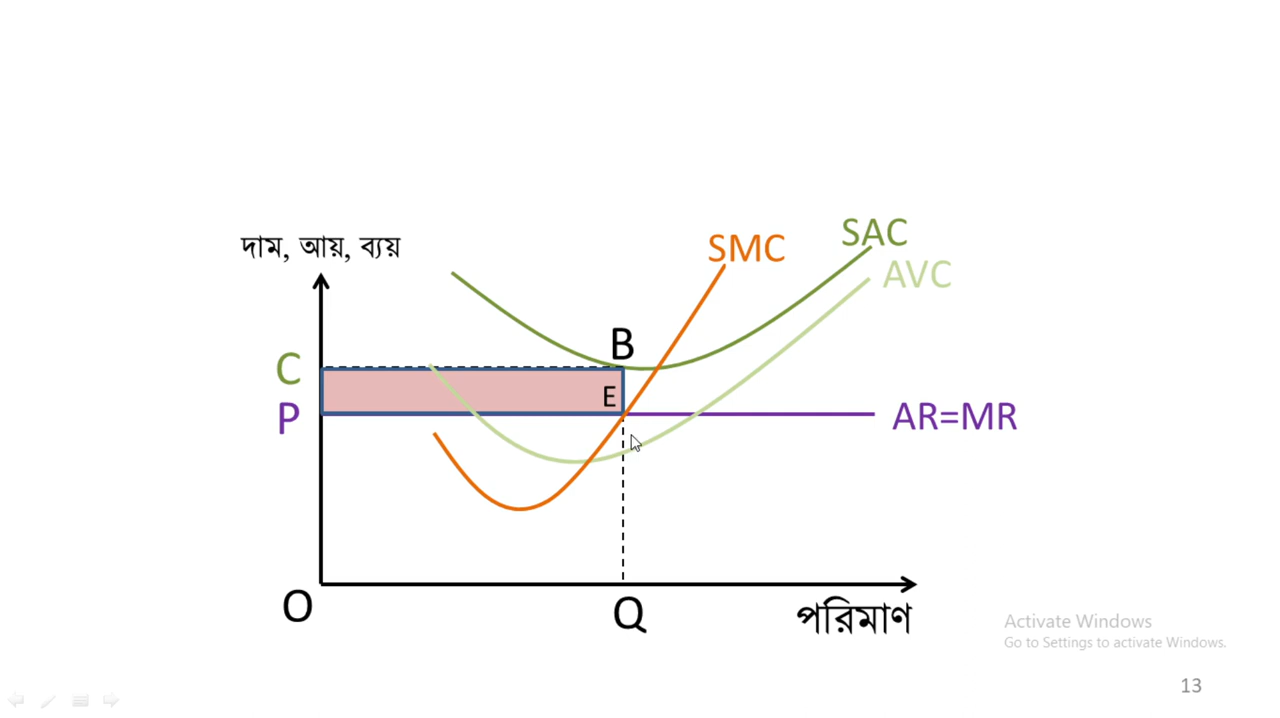 SAC
SMC
দাম, আয়, ব্যয়
AVC
B
C
E
P
AR=MR
O
Q
পরিমাণ
Activate Windows
Go to Settings to activate Windows.
13